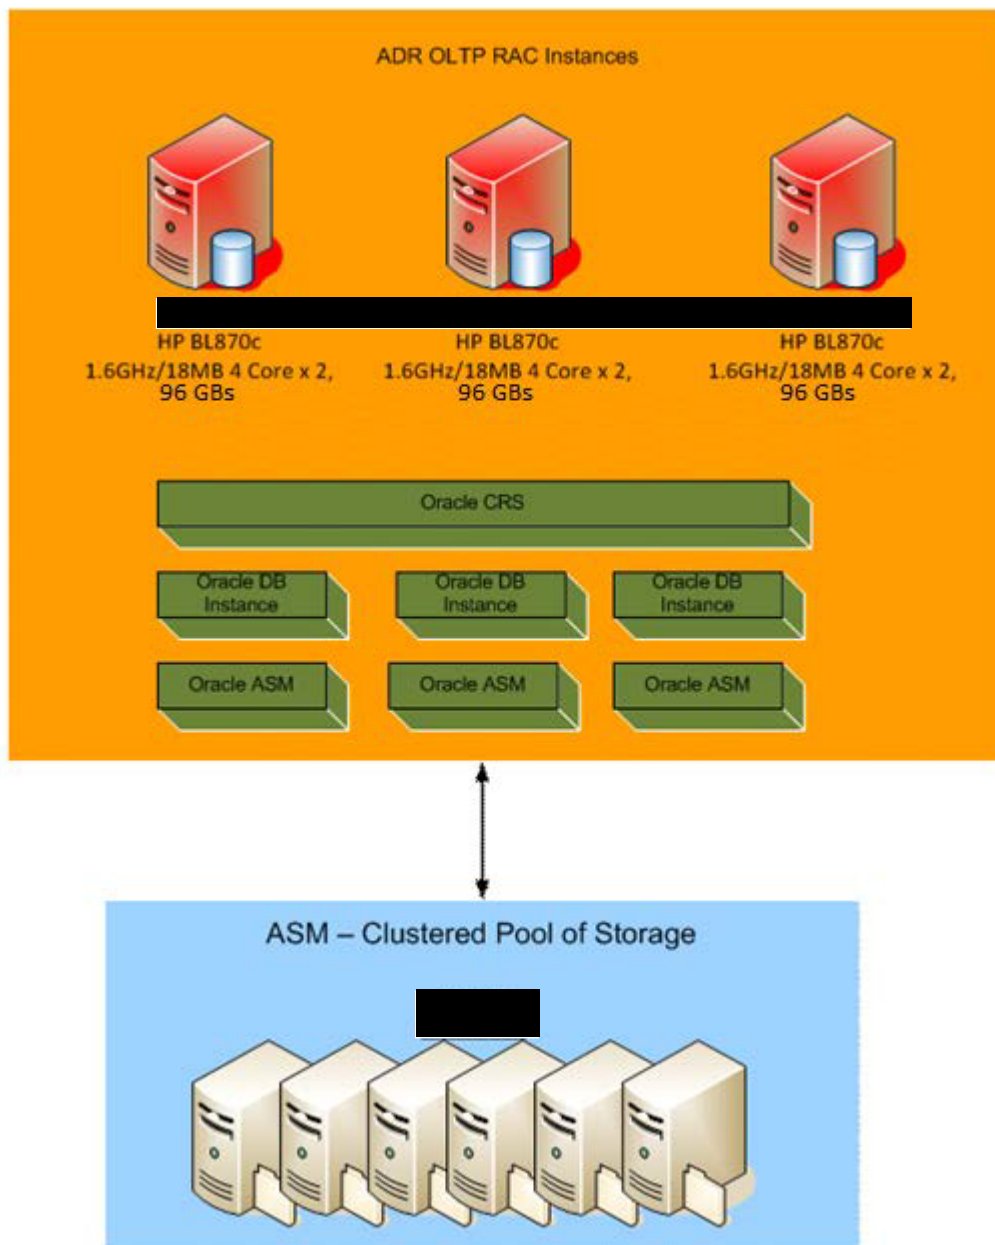 ADR OLTP RAC Instances
HP BL870c
1.6GHz/18MB 4 Core x 2,
96 GBs
HP BL870c
1.6GHz/18MB 4 Core x 2,
96 GBs
HP BL870c
1.6GHz/18MB 4 Core x 2,
96 GBs
Oracle CRS
Oracle DB
Instance
Oracle DB
Instance
Oracle DB
Instance
Oracle ASM
Oracle ASM
Oracle ASM
ASM – Clustered Pool of Storage